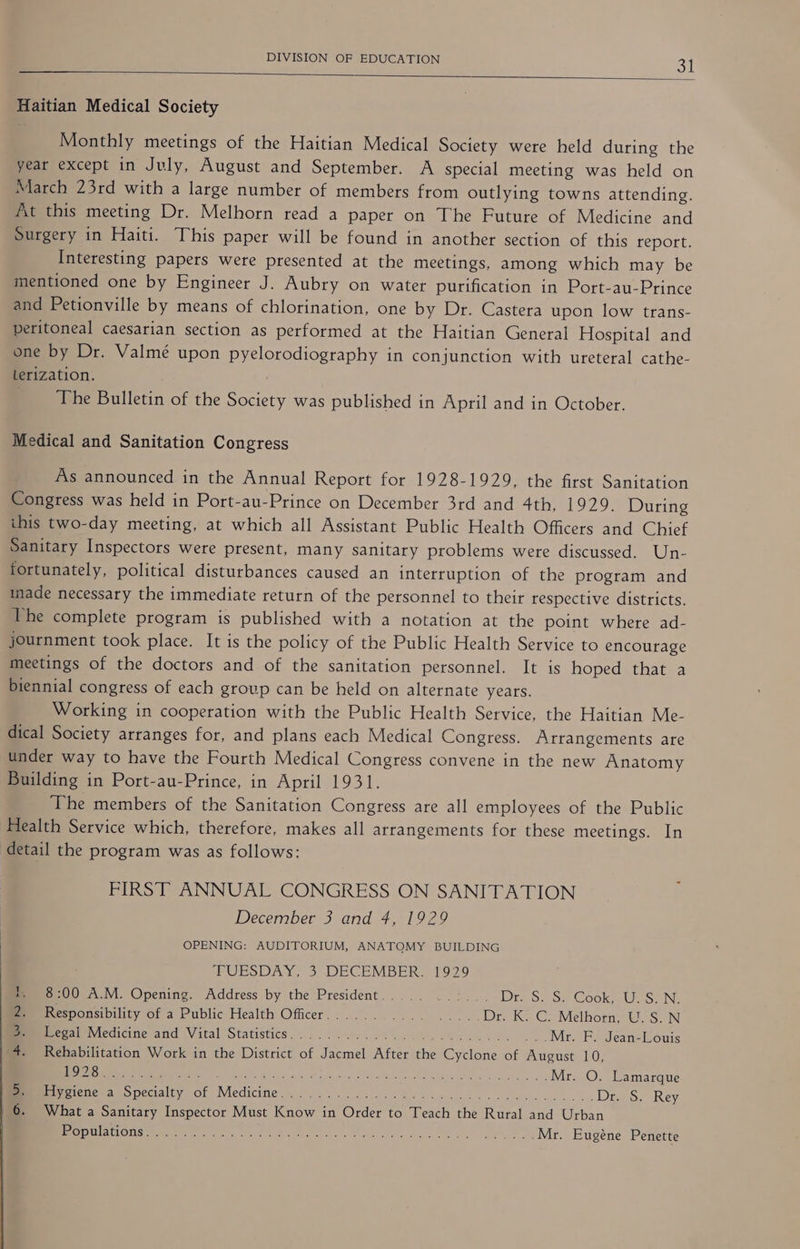 DIVISION OF EDUCATION 31
Haitian Medical Society
Monthly meetings of the Haitian Medical Society were held during the
year except in July, August and September. A special meeting was held on
March 23rd with a large number of members from outlying towns attending.
At this meeting Dr. Melhorn read a paper on The Future of Medicine and
Surgery in Haiti. This paper will be found in another section of this report.
Interesting papers were presented at the meetings, among which may be
mentioned one by Engineer J. Aubry on water purification in Port-au-Prince
and Petionville by means of chlorination, one by Dr. Castera upon low trans-
peritoneal caesarian section as performed at the Haitian General Hospital and
one by Dr. Valmé upon pyelorodiography in conjunction with ureteral cathe-
terization.
The Bulletin of the Society was published in April and in October.
Medical and Sanitation Congress
As announced in the Annual Report for 1928-1929, the first Sanitation
Congress was held in Port-au-Prince on December 3rd and 4th, 1929. During
this two-day meeting, at which all Assistant Public Health Officers and Chief
Sanitary Inspectors were present, many sanitary problems were discussed. Un-
fortunately, political disturbances caused an interruption of the program and
made necessary the immediate return of the personnel to their respective districts.
The complete program is published with a notation at the point where ad-
journment took place. It is the policy of the Public Health Service to encourage
meetings of the doctors and of the sanitation personnel. It is hoped that a
biennial congress of each group can be held on alternate years.
Working in cooperation with the Public Health Service, the Haitian Me-
dical Society arranges for, and plans each Medical Congress. Arrangements are
under way to have the Fourth Medical Congress convene in the new Anatomy
Building in Port-au-Prince, in April 1931.
The members of the Sanitation Congress are all employees of the Public
Health Service which, therefore, makes all arrangements for these meetings. In
detail the program was as follows:
FIRST ANNUAL CONGRESS ON SANITATION
December 3 and 4, 1929
OPENING: AUDITORIUM, ANATOMY BUILDING
TUESDAY, 3 DECEMBER. 1929
1. 8:00 A.M. Opening. Address by the President..... ...... Dr. S. S. Cook, U. S. N.
2. Responsibility of a Public Health Officer....... .... ..... Dr. K. C. Melhorn, U. S. N
3. Legal Medicine and Vital Statistics........................ ... Mr. F. Jean-Louis
4. Rehabilitation Work in the District of Jacmel After the Cyclone of August 10,
1928.................................................. Mr. O. Lamarque
5. Hygiene a Specialty of Medicine................................ Dr. S. Rey
6. What a Sanitary Inspector Must Know in Order to Teach the Rural and Urban
Populations.................................... ...... Mr. Eugène Penette